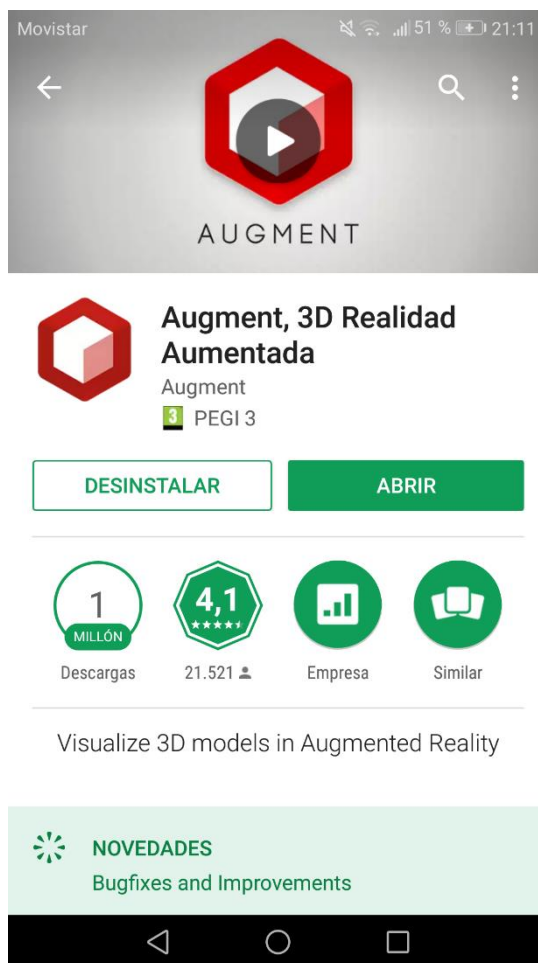 Movistar 51 % 21:11
AUGMENT
Augment, 3D Realidad
Aumentada
Augment
3 PEGI 3
DESINSTALAR ABRIR
1
MILLÓN
4,1
Descargas 21.521 Empresa Similar
Visualize 3D models in Augmented Reality
NOVEDADES
Bugfixes and Improvements